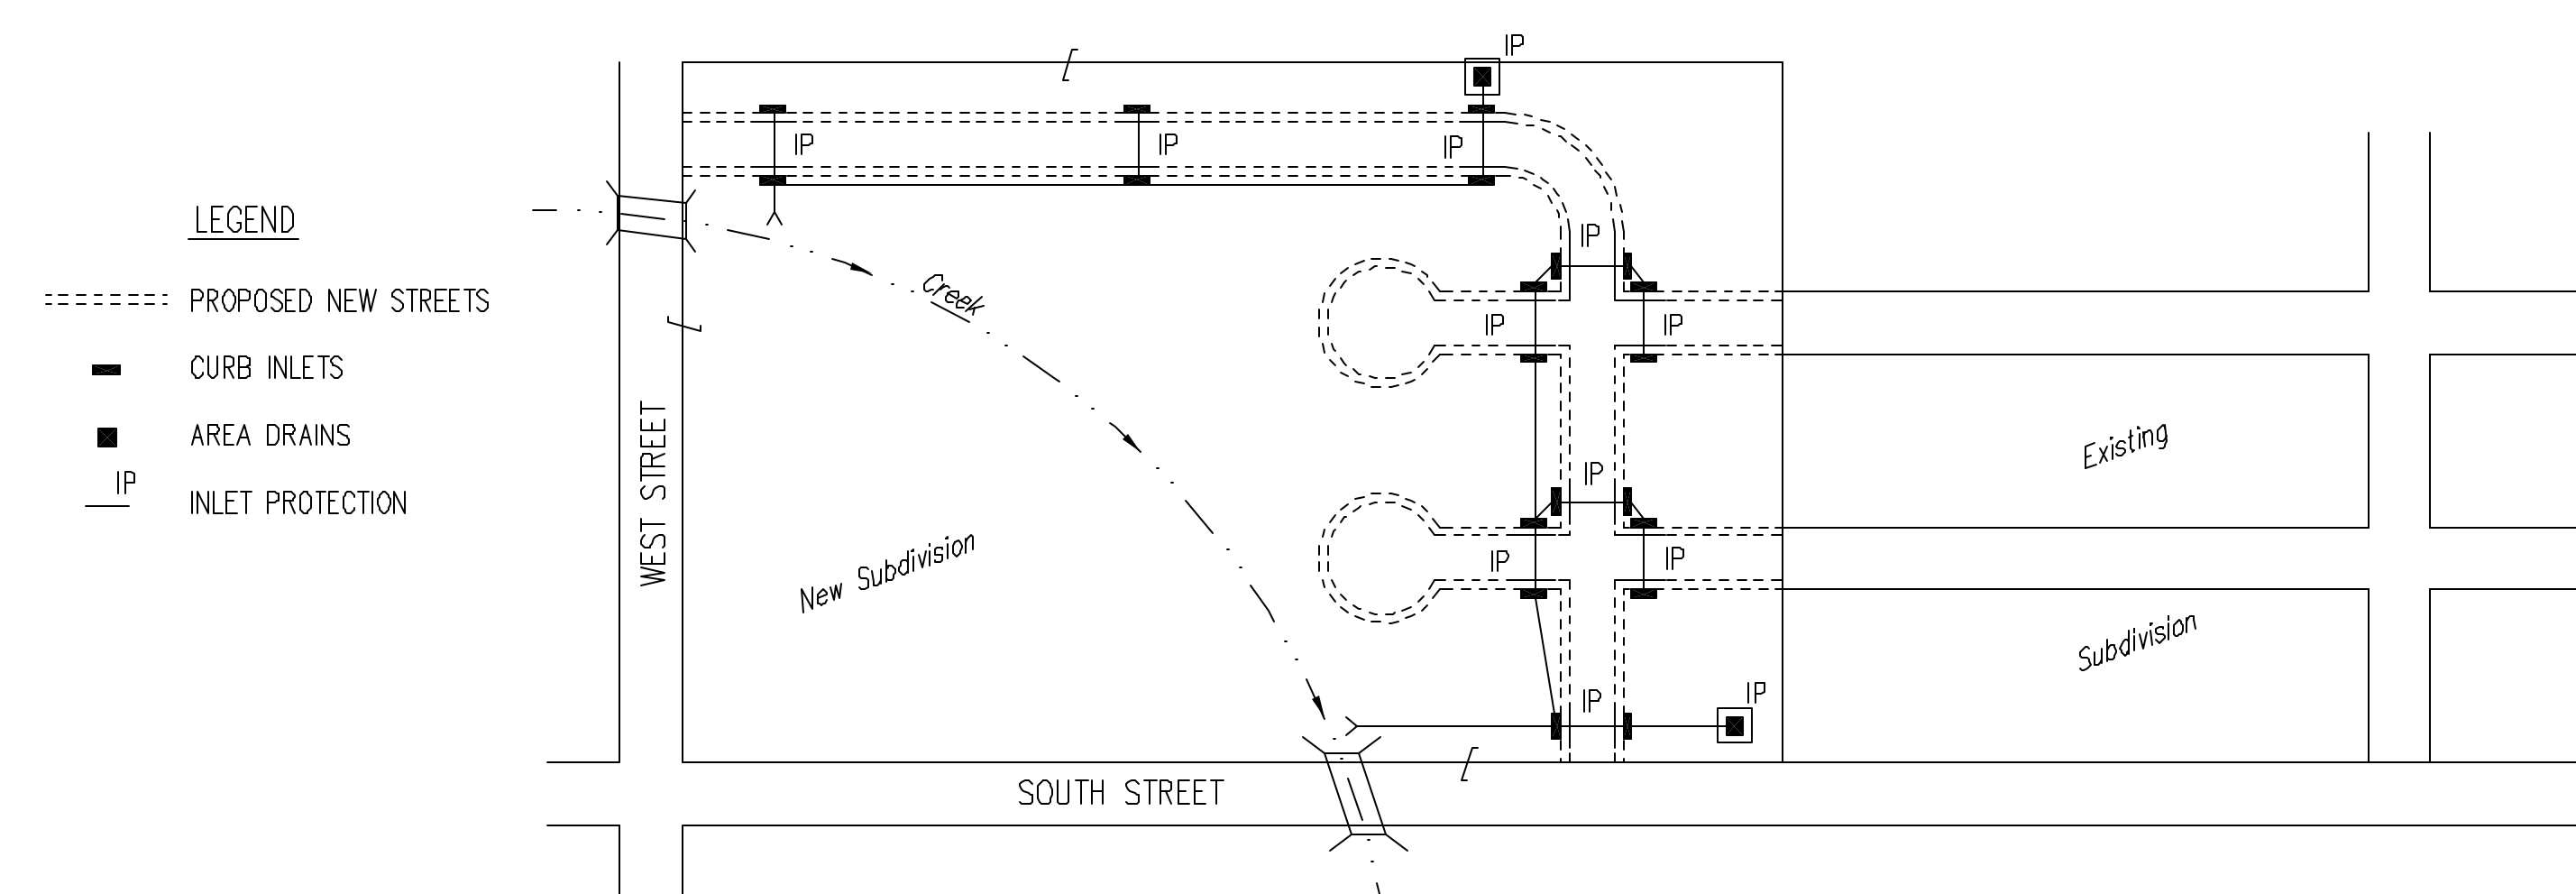 IP
IP
IP
IP
LEGEND
PROPOSED NEW STREETS
CURB INLETS
AREA DRAINS
IP
INLET PROTECTION
WEST STREET
Creek
New Subdivision
IP
IP
IP
IP
IP
IP
IP
IP
Existing
Subdivision
SOUTH STREET